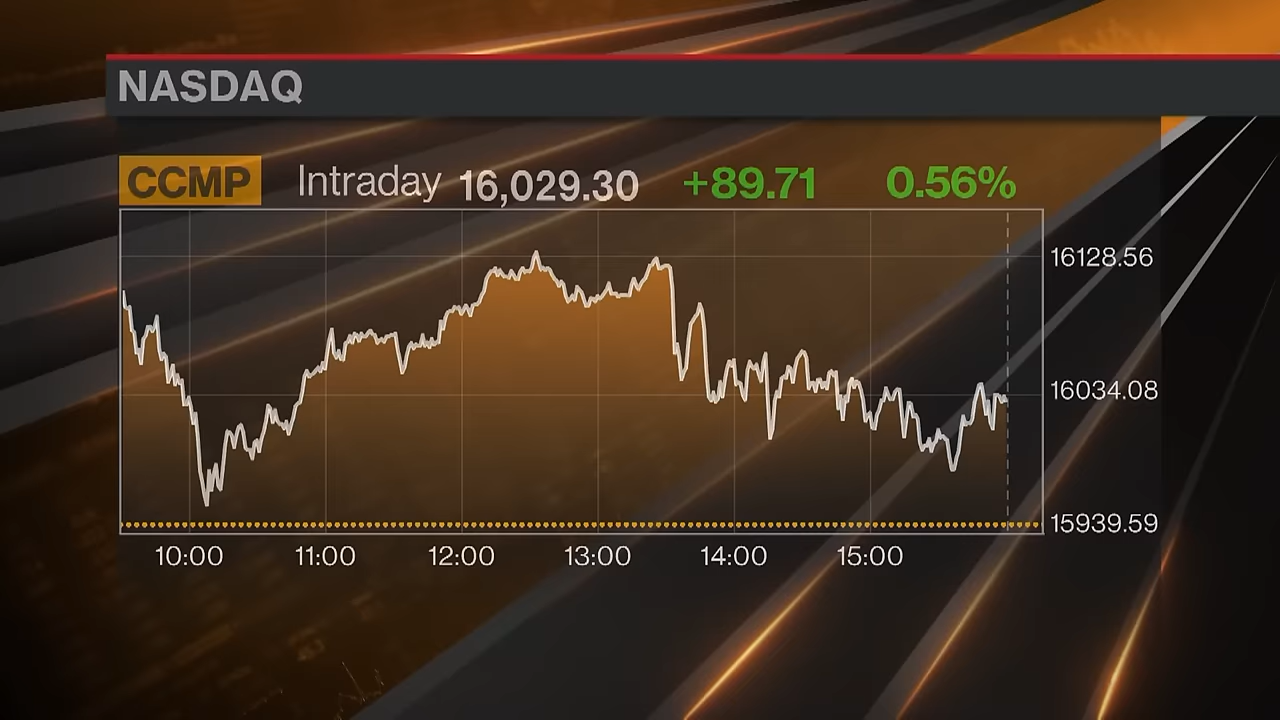 NASDAQ
CCMP Intraday 16,029.30 +89.71 0.56%
16128.56
16034.08
15939.59
10:00 11:00 12:00 13:00 14:00 15:00